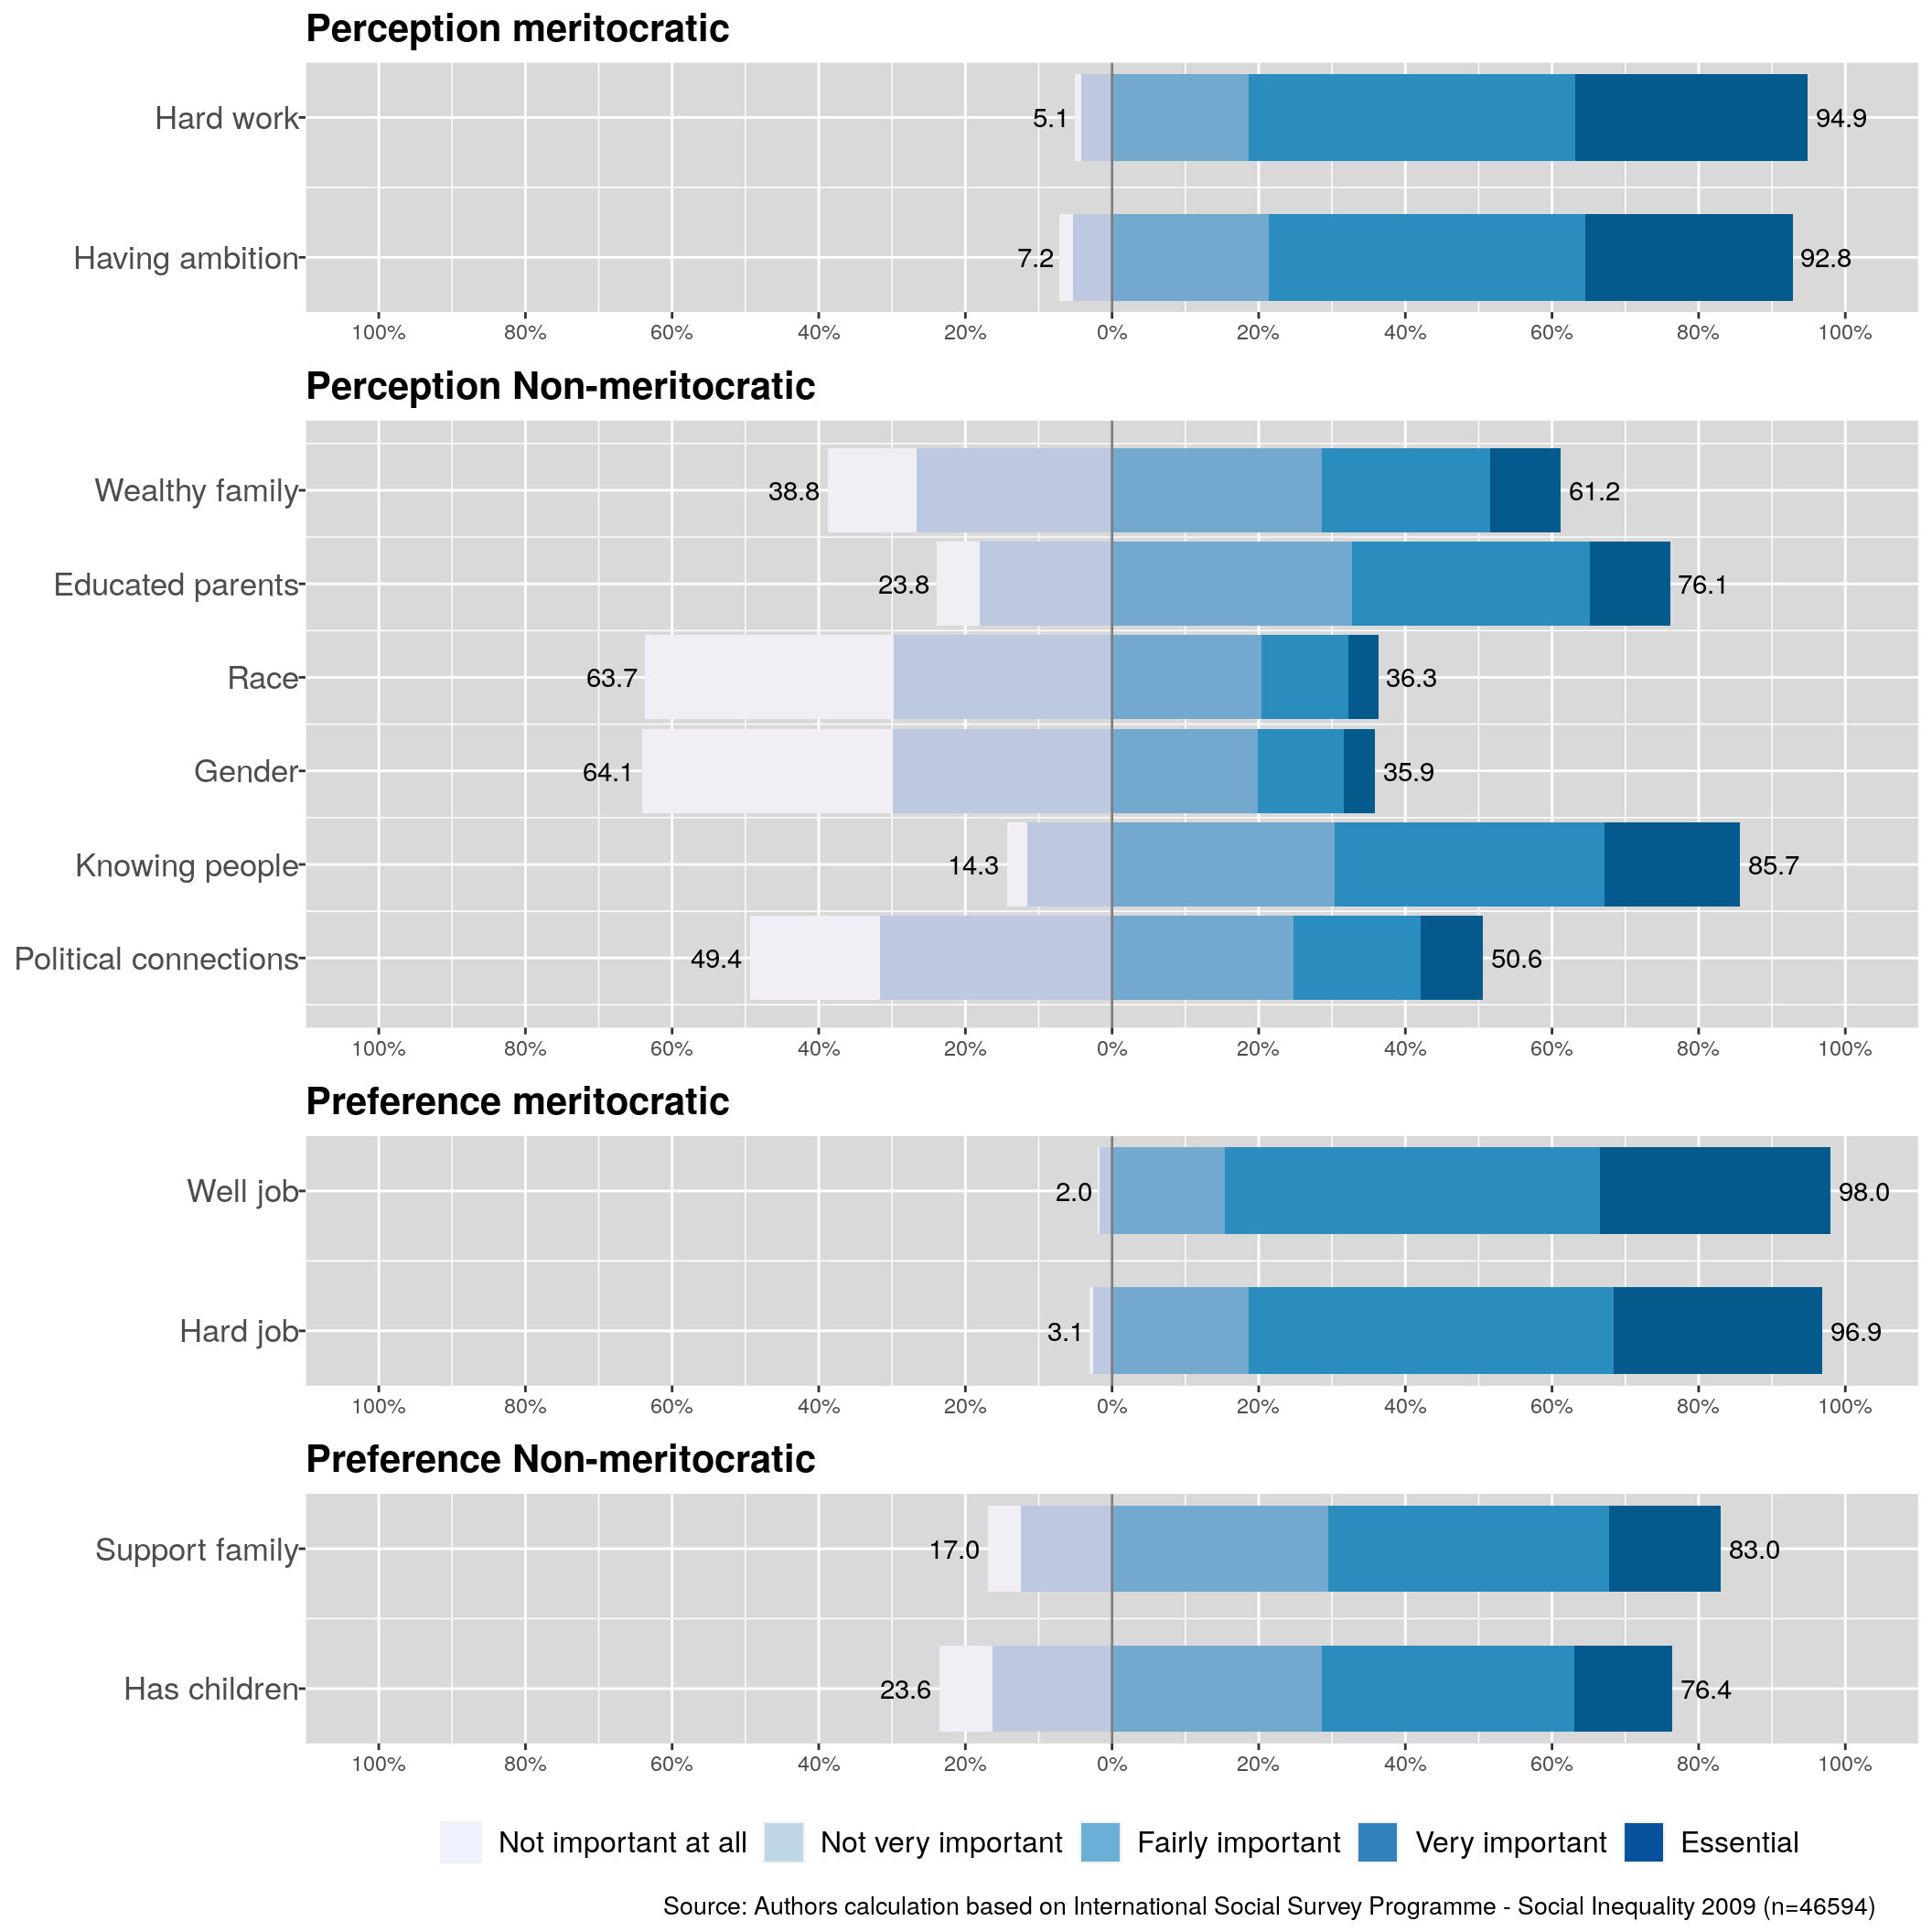 Perception meritocratic
Hard work 5.1 94.9
Having ambition 7.2 92.8
100% 80% 60% 40% 20% 0% 20% 40% 60% 80% 100%
Perception Non-meritocratic
Wealthy family 38.8 61.2
Educated parents 23.8 76.1
Race 63.7 36.3
Gender 64.1 35.9
Knowing people 14.3 85.7
Political connections 49.4 50.6
100% 80% 60% 40% 20% 0% 20% 40% 60% 80% 100%
Preference meritocratic
Well job 2.0 98.0
Hard job 3.1 96.9
100% 80% 60% 40% 20% 0% 20% 40% 60% 80% 100%
Preference Non-meritocratic
Support family 17.0 83.0
Has children 23.6 76.4
100% 80% 60% 40% 20% 0% 20% 40% 60% 80% 100%
Not important at all Not very important Fairly important Very important Essential
Source: Authors calculation based on International Social Survey Programme - Social Inequality 2009 (n=46594)